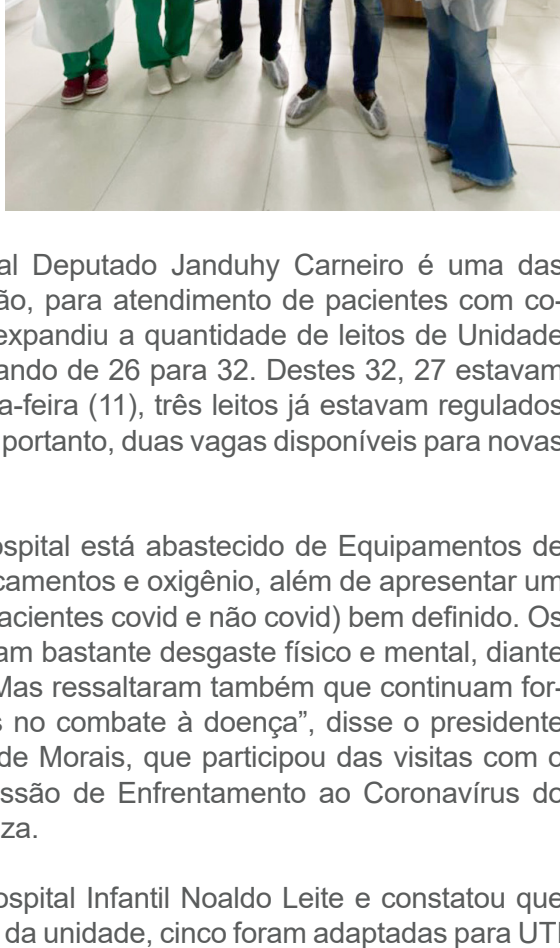 al Deputado Janduhy Carneiro é uma das
ão, para atendimento de pacientes com co-
expandiu a quantidade de leitos de Unidade
ando de 26 para 32. Destes 32, 27 estavam
a-feira (11), três leitos já estavam regulados
portanto, duas vagas disponíveis para novas
ospital está abastecido de Equipamentos de
camentos e oxigênio, além de apresentar um
acientes covid e não covid) bem definido. Os
am bastante desgaste físico e mental, diante
Mas ressaltaram também que continuam for-
s no combate à doença”, disse o presidente
de Morais, que participou das visitas com o
ssão de Enfrentamento ao Coronavírus do
za.
ospital Infantil Noaldo Leite e constatou que
da unidade, cinco foram adaptadas para UTI